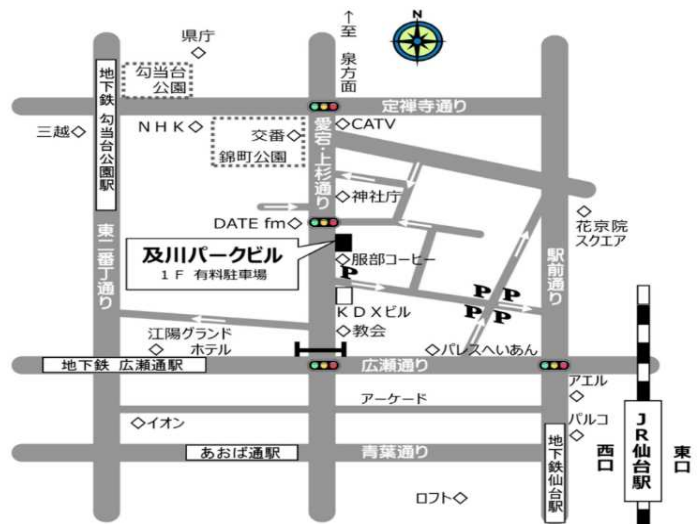 ↑至 泉方面
N
県庁
勾当台
公園
地下鉄 勾当台公園駅
定禅寺通り
三越◇
NHK◇
交番◇
錦町公園
愛宕・上杉通り
◇CATV
◇神社庁
DATE fm◇
花京院
スクエア
及川パークビル
1F 有料駐車場
◇服部コーヒー
P
東二番丁通り
駅前通り
P P
P P
KDXビル
◇教会
江陽グランド
ホテル
◇パレスへいあん
地下鉄 広瀬通駅
広瀬通り
アエル
アーケード
パルコ
◇イオン
あおば通駅
青葉通り
地下鉄仙台駅
西口
JR仙台駅
東口
ロフト◇